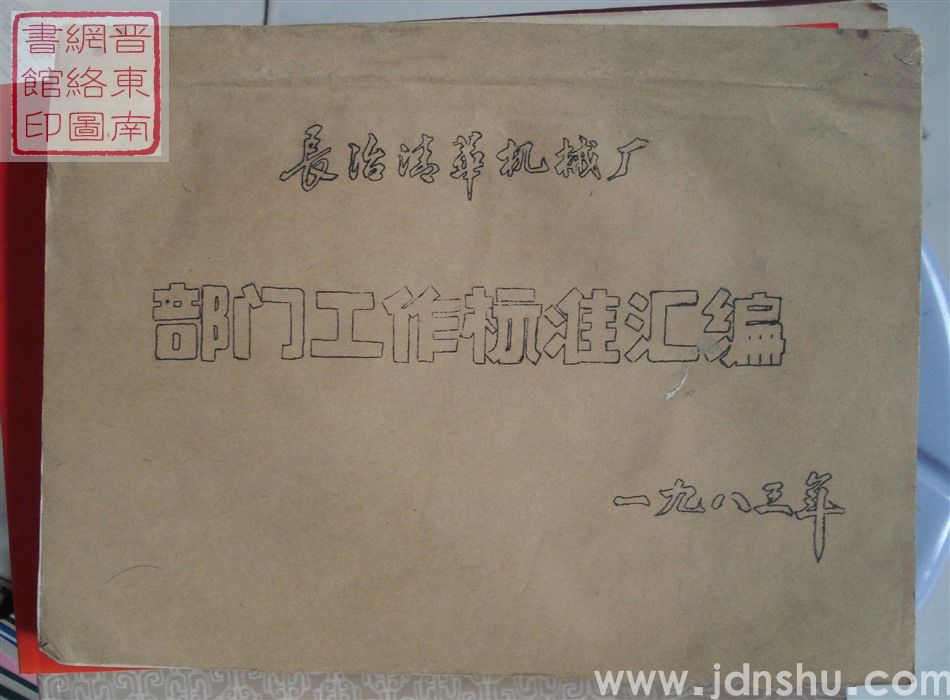 晋東南
網絡圖
書館印
長治清華机械厂
部门工作标准汇编
一九八三年
www.jdnshu.com